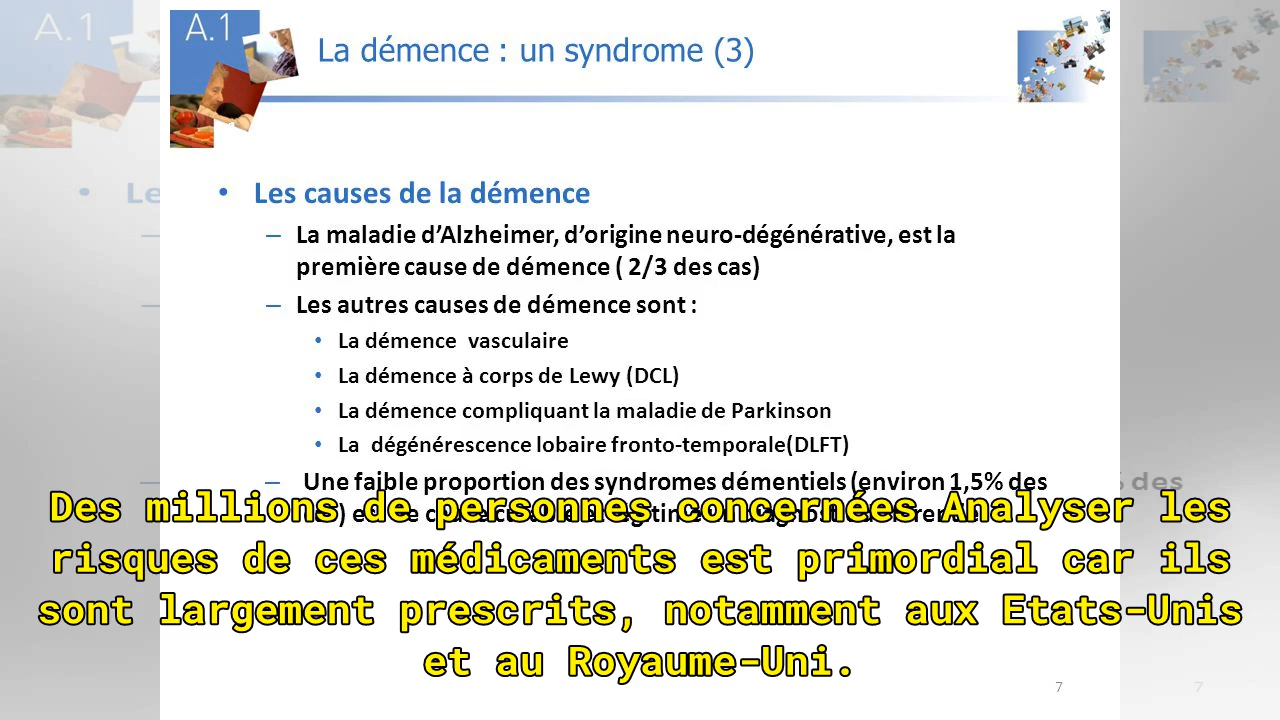 A.1
A.1
La démence : un syndrome (3)
• Le
• Les causes de la démence
– La maladie d’Alzheimer, d’origine neuro-dégénérative, est la
première cause de démence ( 2/3 des cas)
– Les autres causes de démence sont :
• La démence vasculaire
• La démence à corps de Lewy (DCL)
• La démence compliquant la maladie de Parkinson
• La dégénérescence lobaire fronto-temporale(DLFT)
– Une faible proportion des syndromes démentiels (environ 1,5% des
% des
Des millions de personnes concernées Analyser les
risques de ces médicaments est primordial car ils
sont largement prescrits, notamment aux Etats-Unis
et au Royaume-Uni.
7
7